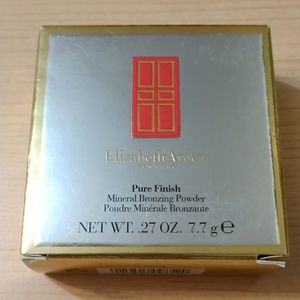 Elizabeth Arden
Pure Finish
Mineral Bronzing Powder
Poudre Minérale Bronzante
NET WT. .27 OZ. 7.7 g℮